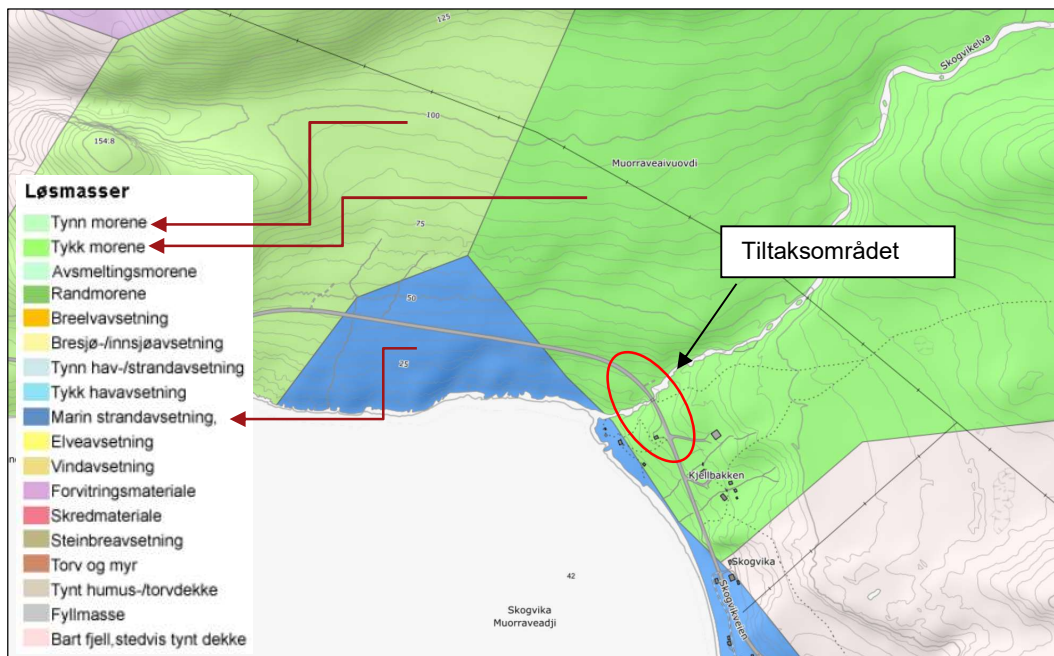 125
Skogvikelva
100
154.8
Muorraveaivuovdi
Løsmasser
Tynn morene
Tykk morene
Avsmeltingsmorene
Randmorene
Breelvavsetning
Bresjø-/innsjøavsetning
Tynn hav-/strandavsetning
Tykk havavsetning
Marin strandavsetning,
Elveavsetning
Vindavsetning
Forvitringsmateriale
Skredmateriale
Steinbreavsetning
Torv og myr
Tynt humus-/torvdekke
Fyllmasse
Bart fjell,stedvis tynt dekke
75
Tiltaksområdet
50
25
Kjellbakken
Skogvika
42
Skogvikveien
Skogvika
Muorraveadji